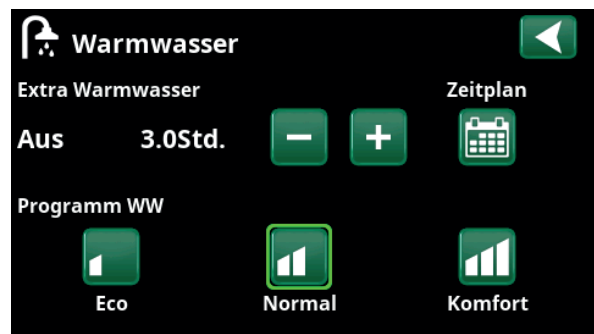 Warmwasser
Extra Warmwasser Zeitplan
Aus 3.0Std.
Programm WW
Eco Normal Komfort